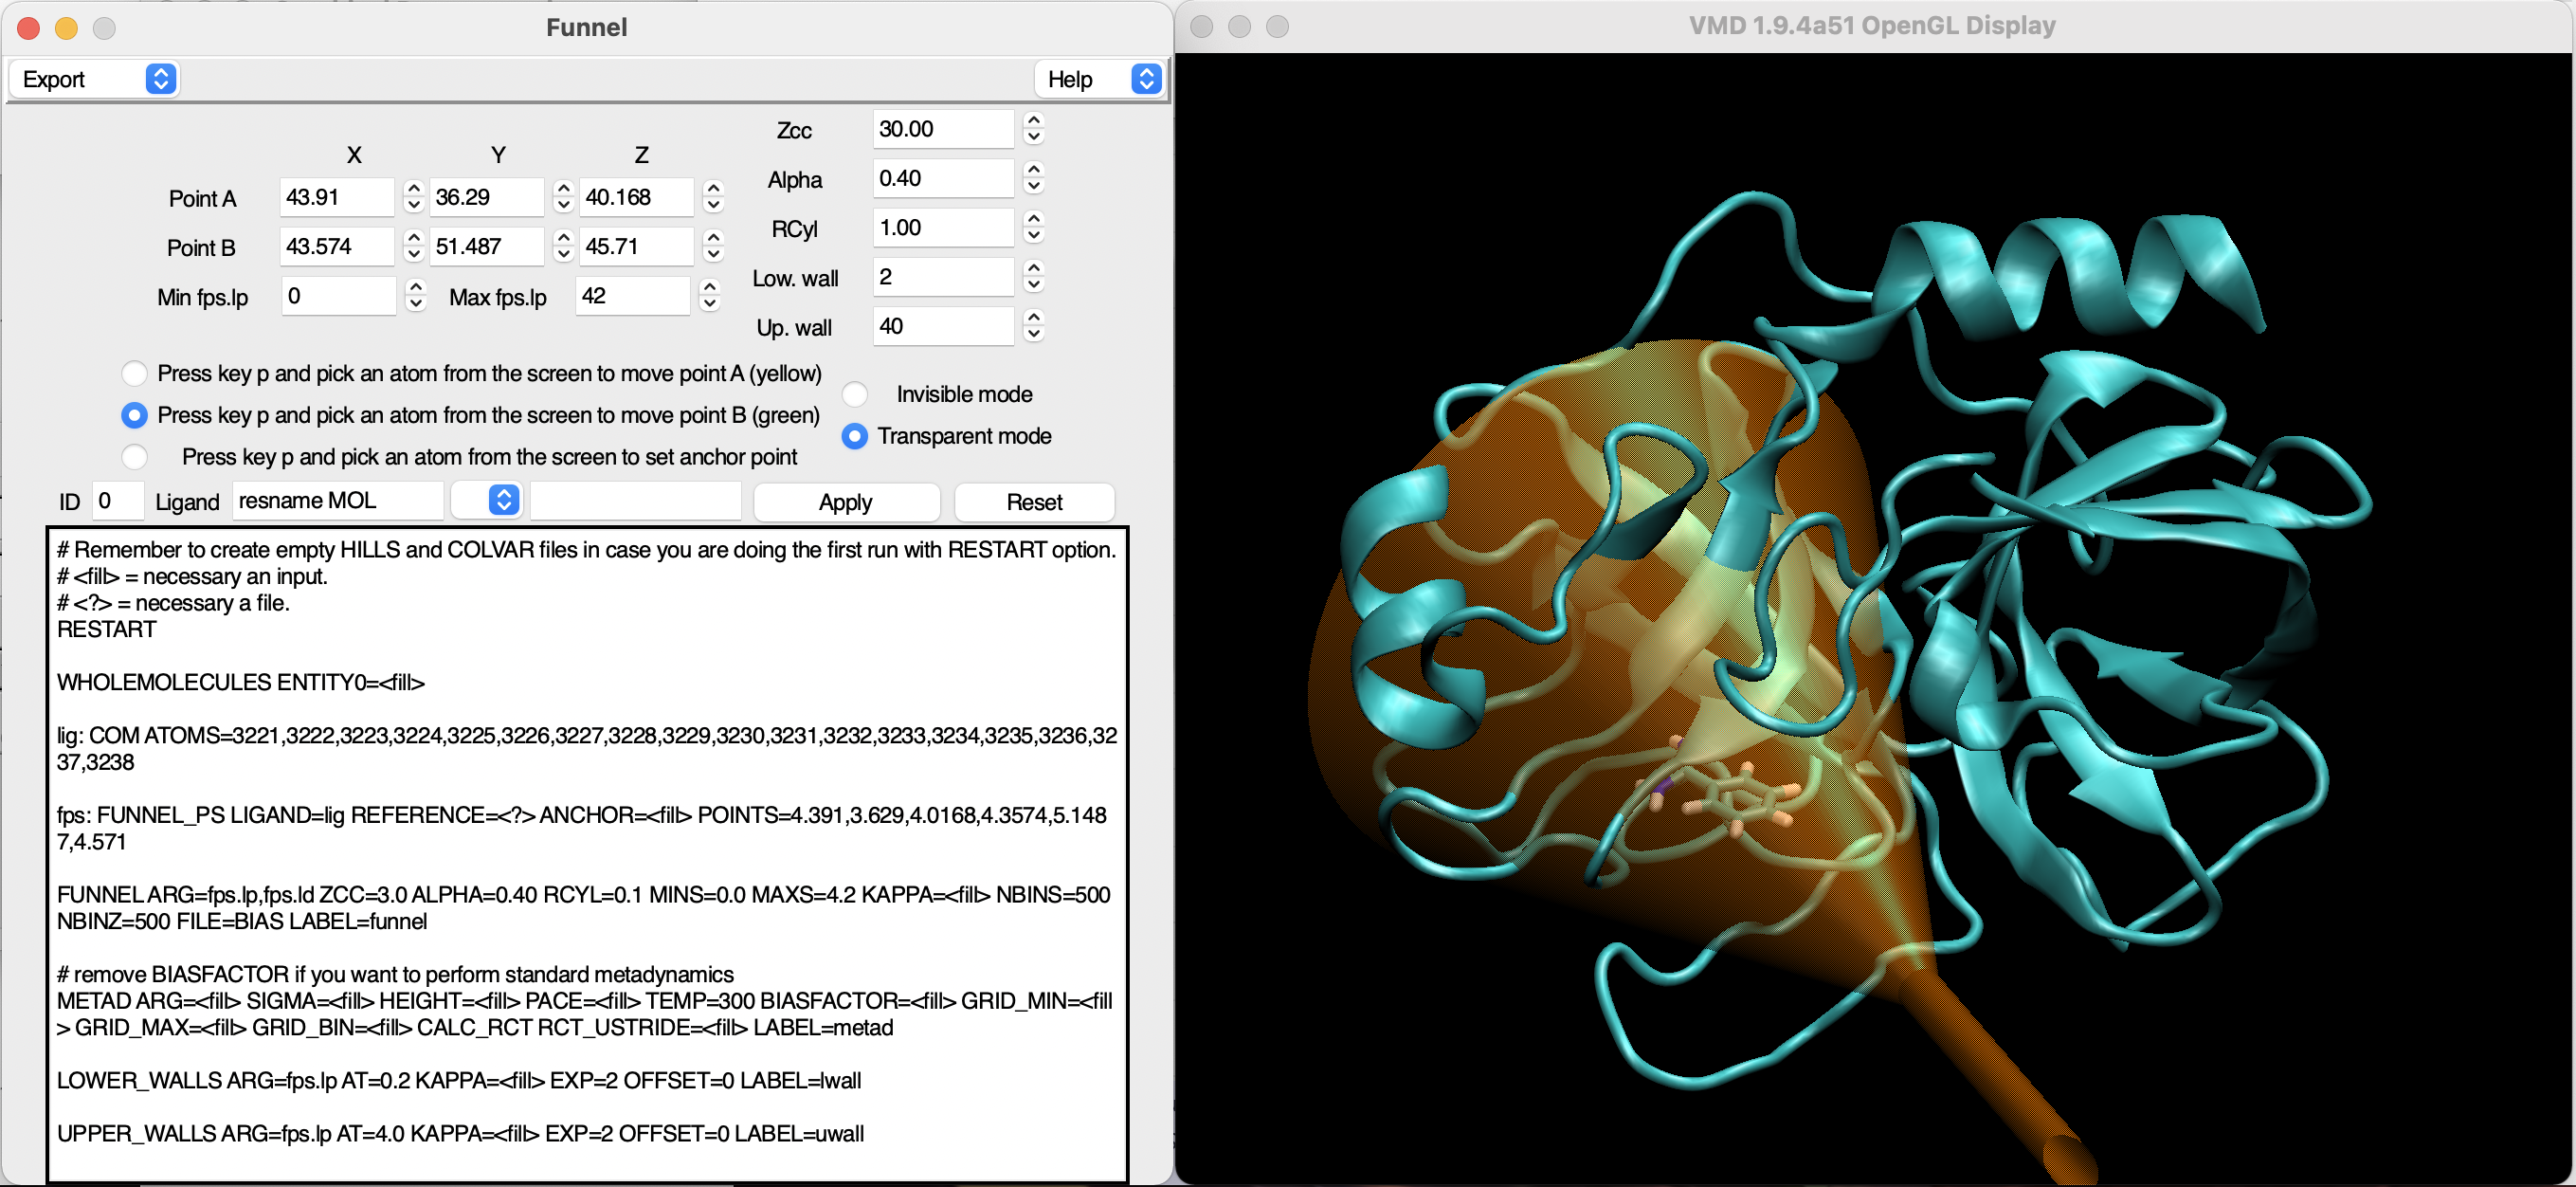 Funnel
VMD 1.9.4a51 OpenGL Display
Export
Help
Zcc 30.00
X Y Z
Alpha 0.40
Point A 43.91 36.29 40.168
RCyl 1.00
Point B 43.574 51.487 45.71
Low. wall 2
Min fps.lp 0 Max fps.lp 42
Up. wall 40
Press key p and pick an atom from the screen to move point A (yellow)
Invisible mode
Press key p and pick an atom from the screen to move point B (green)
Transparent mode
Press key p and pick an atom from the screen to set anchor point
ID 0 Ligand resname MOL Apply Reset
# Remember to create empty HILLS and COLVAR files in case you are doing the first run with RESTART option.
# <fill> = necessary an input.
# <?> = necessary a file.
RESTART
WHOLEMOLECULES ENTITY0=<fill>
lig: COM ATOMS=3221,3222,3223,3224,3225,3226,3227,3228,3229,3230,3231,3232,3233,3234,3235,3236,32
37,3238
fps: FUNNEL_PS LIGAND=lig REFERENCE=<?> ANCHOR=<fill> POINTS=4.391,3.629,4.0168,4.3574,5.148
7,4.571
FUNNEL ARG=fps.lp,fps.ld ZCC=3.0 ALPHA=0.40 RCYL=0.1 MINS=0.0 MAXS=4.2 KAPPA=<fill> NBINS=500
NBINZ=500 FILE=BIAS LABEL=funnel
# remove BIASFACTOR if you want to perform standard metadynamics
METAD ARG=<fill> SIGMA=<fill> HEIGHT=<fill> PACE=<fill> TEMP=300 BIASFACTOR=<fill> GRID_MIN=<fill
> GRID_MAX=<fill> GRID_BIN=<fill> CALC_RCT RCT_USTRIDE=<fill> LABEL=metad
LOWER_WALLS ARG=fps.lp AT=0.2 KAPPA=<fill> EXP=2 OFFSET=0 LABEL=lwall
UPPER_WALLS ARG=fps.lp AT=4.0 KAPPA=<fill> EXP=2 OFFSET=0 LABEL=uwall